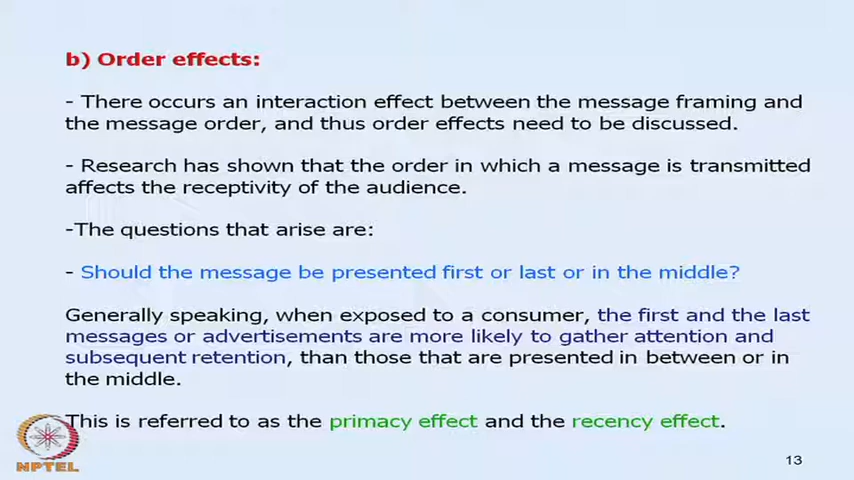 b) Order effects:
- There occurs an interaction effect between the message framing and
the message order, and thus order effects need to be discussed.
- Research has shown that the order in which a message is transmitted
affects the receptivity of the audience.
-The questions that arise are:
- Should the message be presented first or last or in the middle?
Generally speaking, when exposed to a consumer, the first and the last
messages or advertisements are more likely to gather attention and
subsequent retention, than those that are presented in between or in
the middle.
This is referred to as the primacy effect and the recency effect.
NPTEL
13